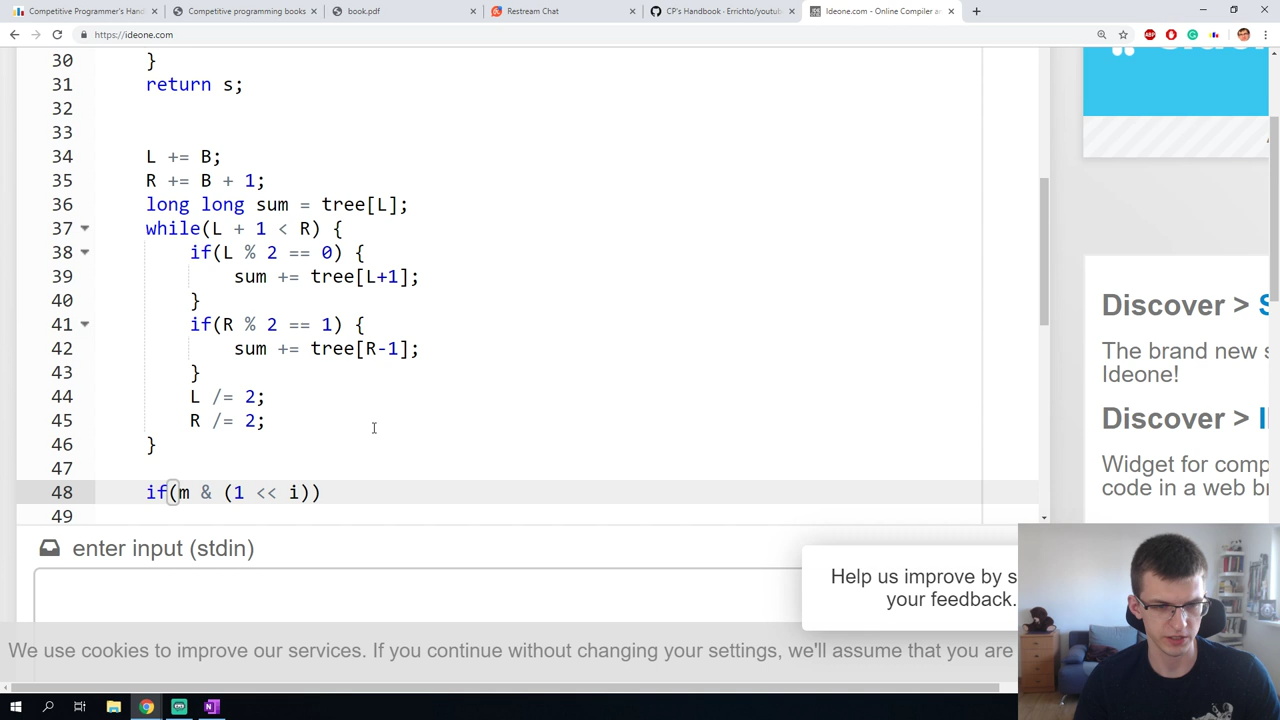 Competitive Programmer's Hand
Competitive programming books
book.pdf
Restream Chat
CP's Handbook · Errichto/youtub
Ideone.com - Online Compiler an
https://ideone.com
30 }
31 return s;
32
33
34 L += B;
35 R += B + 1;
36 long long sum = tree[L];
37 while(L + 1 < R) {
38 if(L % 2 == 0) {
39 sum += tree[L+1];
40 }
41 if(R % 2 == 1) {
42 sum += tree[R-1];
43 }
44 L /= 2;
45 R /= 2;
46 }
47
48 if(m & (1 << i))
49
enter input (stdin)
Discover > S
The brand new s
Ideone!
Discover >
Widget for comp
code in a web br
Help us improve by s
your feedback.
We use cookies to improve our services. If you continue without changing your settings, we'll assume that you are